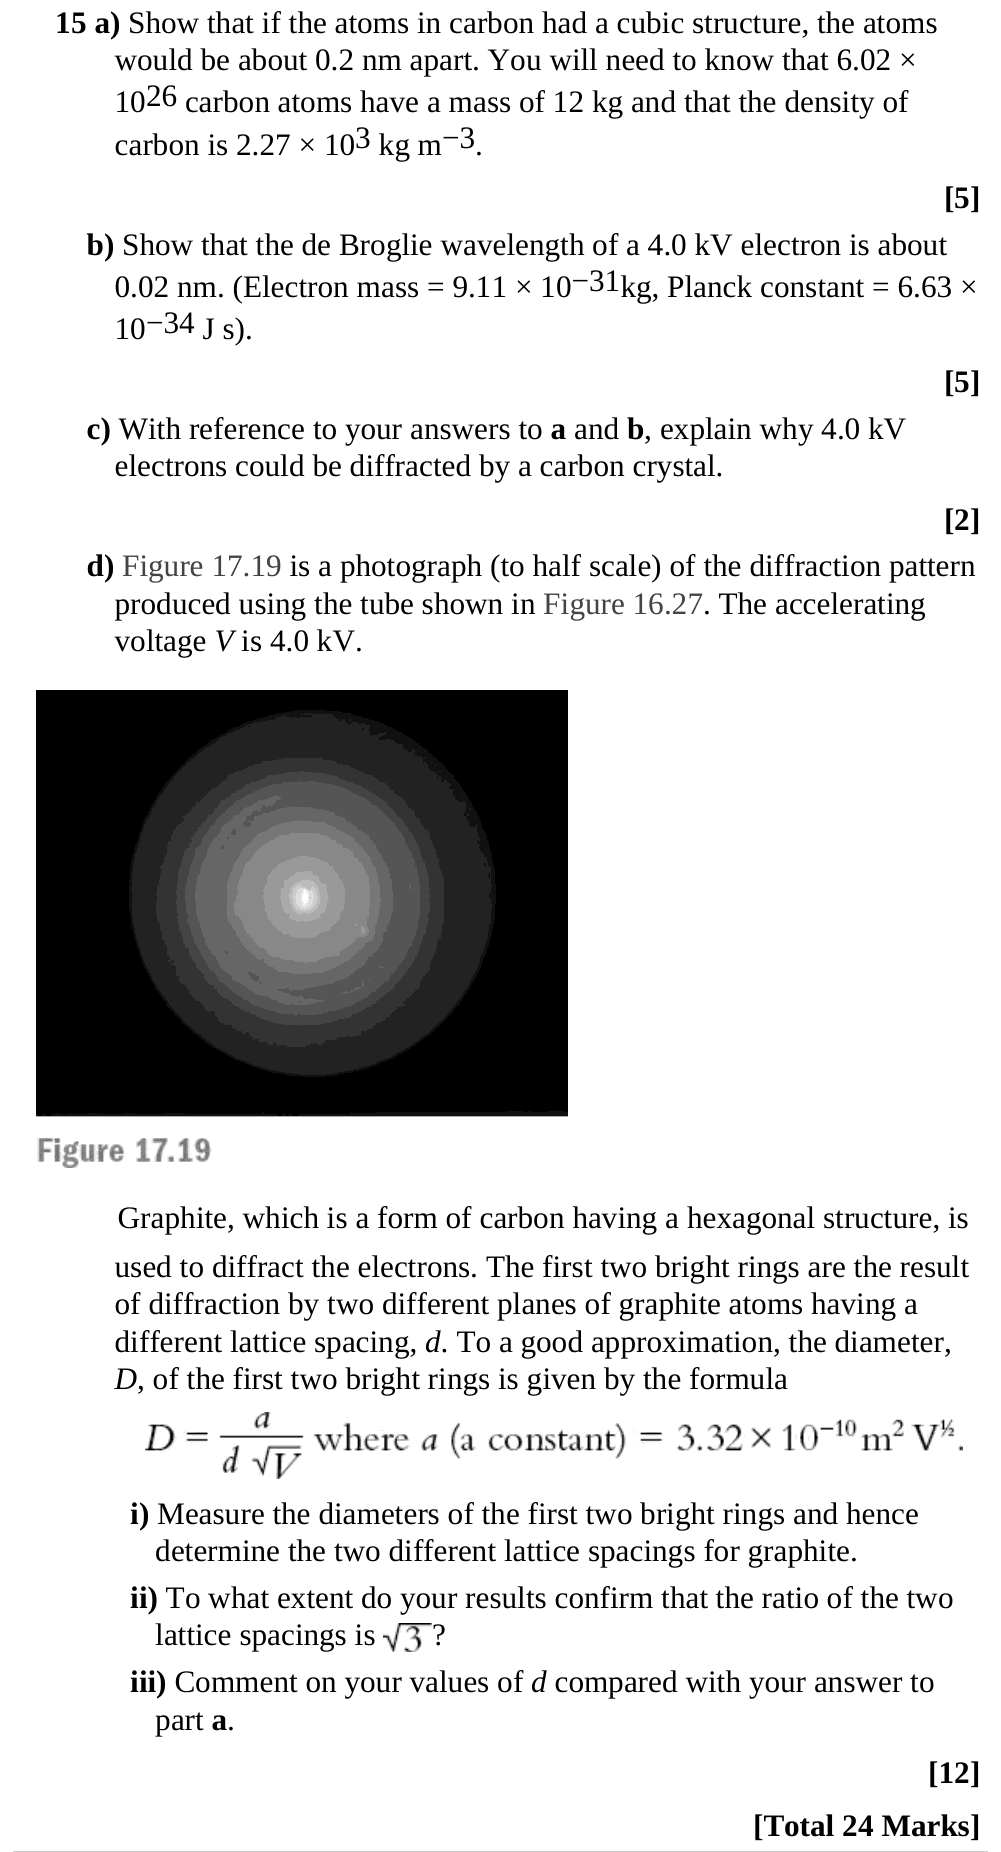 15 a) Show that if the atoms in carbon had a cubic structure, the atoms
would be about 0.2 nm apart. You will need to know that 6.02 ×
10²⁶ carbon atoms have a mass of 12 kg and that the density of
carbon is 2.27 × 10³ kg m⁻³.
[5]
b) Show that the de Broglie wavelength of a 4.0 kV electron is about
0.02 nm. (Electron mass = 9.11 × 10⁻³¹kg, Planck constant = 6.63 ×
10⁻³⁴ J s).
[5]
c) With reference to your answers to a and b, explain why 4.0 kV
electrons could be diffracted by a carbon crystal.
[2]
d) Figure 17.19 is a photograph (to half scale) of the diffraction pattern
produced using the tube shown in Figure 16.27. The accelerating
voltage V is 4.0 kV.
Figure 17.19
Graphite, which is a form of carbon having a hexagonal structure, is
used to diffract the electrons. The first two bright rings are the result
of diffraction by two different planes of graphite atoms having a
different lattice spacing, d. To a good approximation, the diameter,
D, of the first two bright rings is given by the formula
D = a / (d √V) where a (a constant) = 3.32 × 10⁻¹⁰ m² V^½.
i) Measure the diameters of the first two bright rings and hence
determine the two different lattice spacings for graphite.
ii) To what extent do your results confirm that the ratio of the two
lattice spacings is √3 ?
iii) Comment on your values of d compared with your answer to
part a.
[12]
[Total 24 Marks]